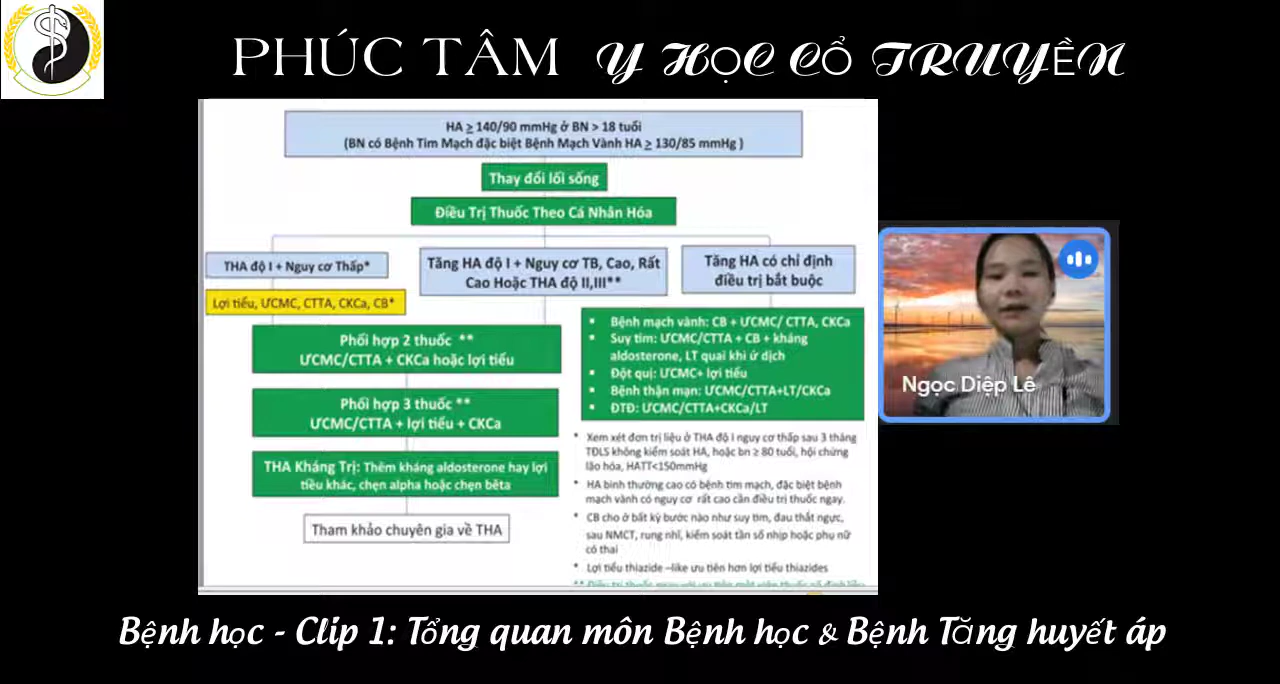 PHÚC TÂM Y HỌC CỔ TRUYỀN
HA ≥ 140/90 mmHg ở BN > 18 tuổi
(BN có Bệnh Tim Mạch đặc biệt Bệnh Mạch Vành HA ≥ 130/85 mmHg )
Thay đổi lối sống
Điều Trị Thuốc Theo Cá Nhân Hóa
THA độ I + Nguy cơ Thấp*
Lợi tiểu, ƯCMC, CTTA, CKCa, CB*
Tăng HA độ I + Nguy cơ TB, Cao, Rất
Cao Hoặc THA độ II,III**
Tăng HA có chỉ định
điều trị bắt buộc
Phối hợp 2 thuốc **
ƯCMC/CTTA + CKCa hoặc lợi tiểu
Phối hợp 3 thuốc **
ƯCMC/CTTA + lợi tiểu + CKCa
THA Kháng Trị: Thêm kháng aldosterone hay lợi
tiểu khác, chẹn alpha hoặc chẹn bêta
Tham khảo chuyên gia về THA
▪ Bệnh mạch vành: CB + ƯCMC/ CTTA, CKCa
▪ Suy tim: ƯCMC/CTTA + CB + kháng
aldosterone, LT quai khi ứ dịch
▪ Đột quị: ƯCMC+ lợi tiểu
▪ Bệnh thận mạn: ƯCMC/CTTA+LT/CKCa
▪ ĐTĐ: ƯCMC/CTTA+CKCa/LT
* Xem xét đơn trị liệu ở THA độ I nguy cơ thấp sau 3 tháng
TĐLS không kiểm soát HA, hoặc bn ≥ 80 tuổi, hội chứng
lão hóa, HATT<150mmHg
* HA bình thường cao có bệnh tim mạch, đặc biệt bệnh
mạch vành có nguy cơ rất cao cần điều trị thuốc ngay.
* CB cho ở bất kỳ bước nào như suy tim, đau thắt ngực,
sau NMCT, rung nhĩ, kiểm soát tần số nhịp hoặc phụ nữ
có thai
* Lợi tiểu thiazide –like ưu tiên hơn lợi tiểu thiazides
Ngọc Diệp Lê
Bệnh học - Clip 1: Tổng quan môn Bệnh học & Bệnh Tăng huyết áp